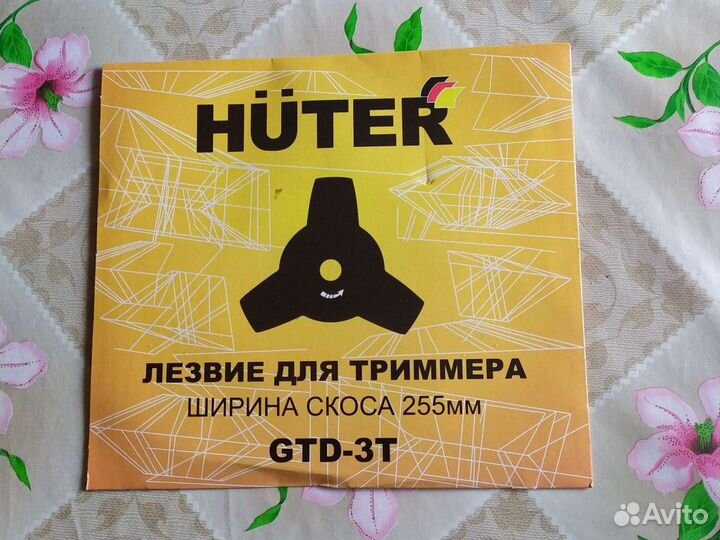 HÜTER
ЛЕЗВИЕ ДЛЯ ТРИММЕРА
ШИРИНА СКОСА 255мм
GTD-3T
Avito